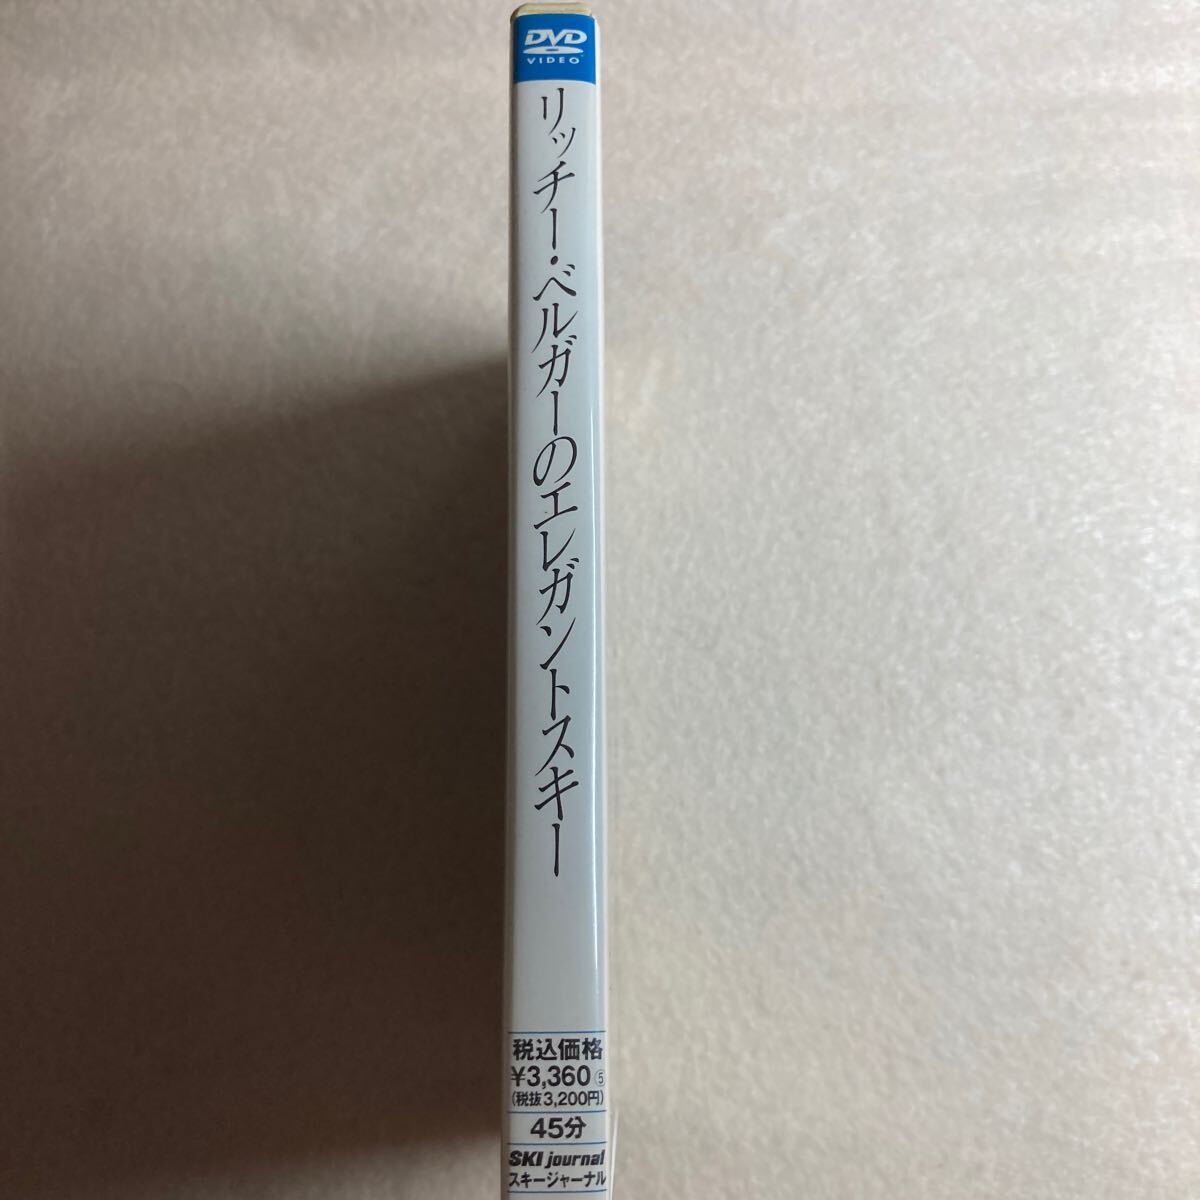 DVD
VIDEO
リッチー・ベルガーのエレガントスキー
税込価格
¥3,360⑤
(税抜3,200円)
45分
SKI journal
スキージャーナル